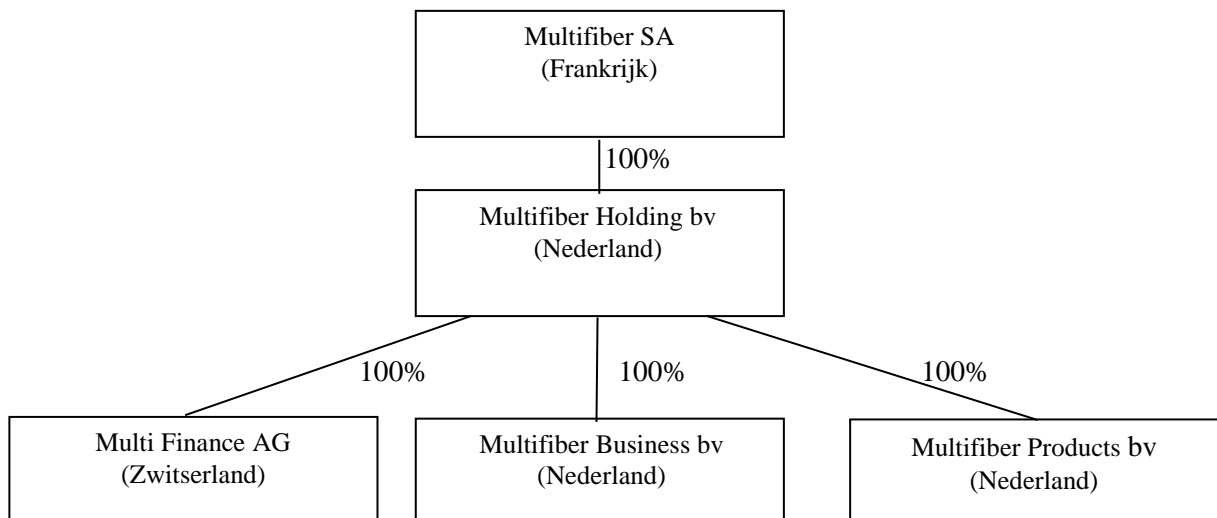 Multifiber SA
(Frankrijk)
100%
Multifiber Holding bv
(Nederland)
100%
100%
100%
Multi Finance AG
(Zwitserland)
Multifiber Business bv
(Nederland)
Multifiber Products bv
(Nederland)